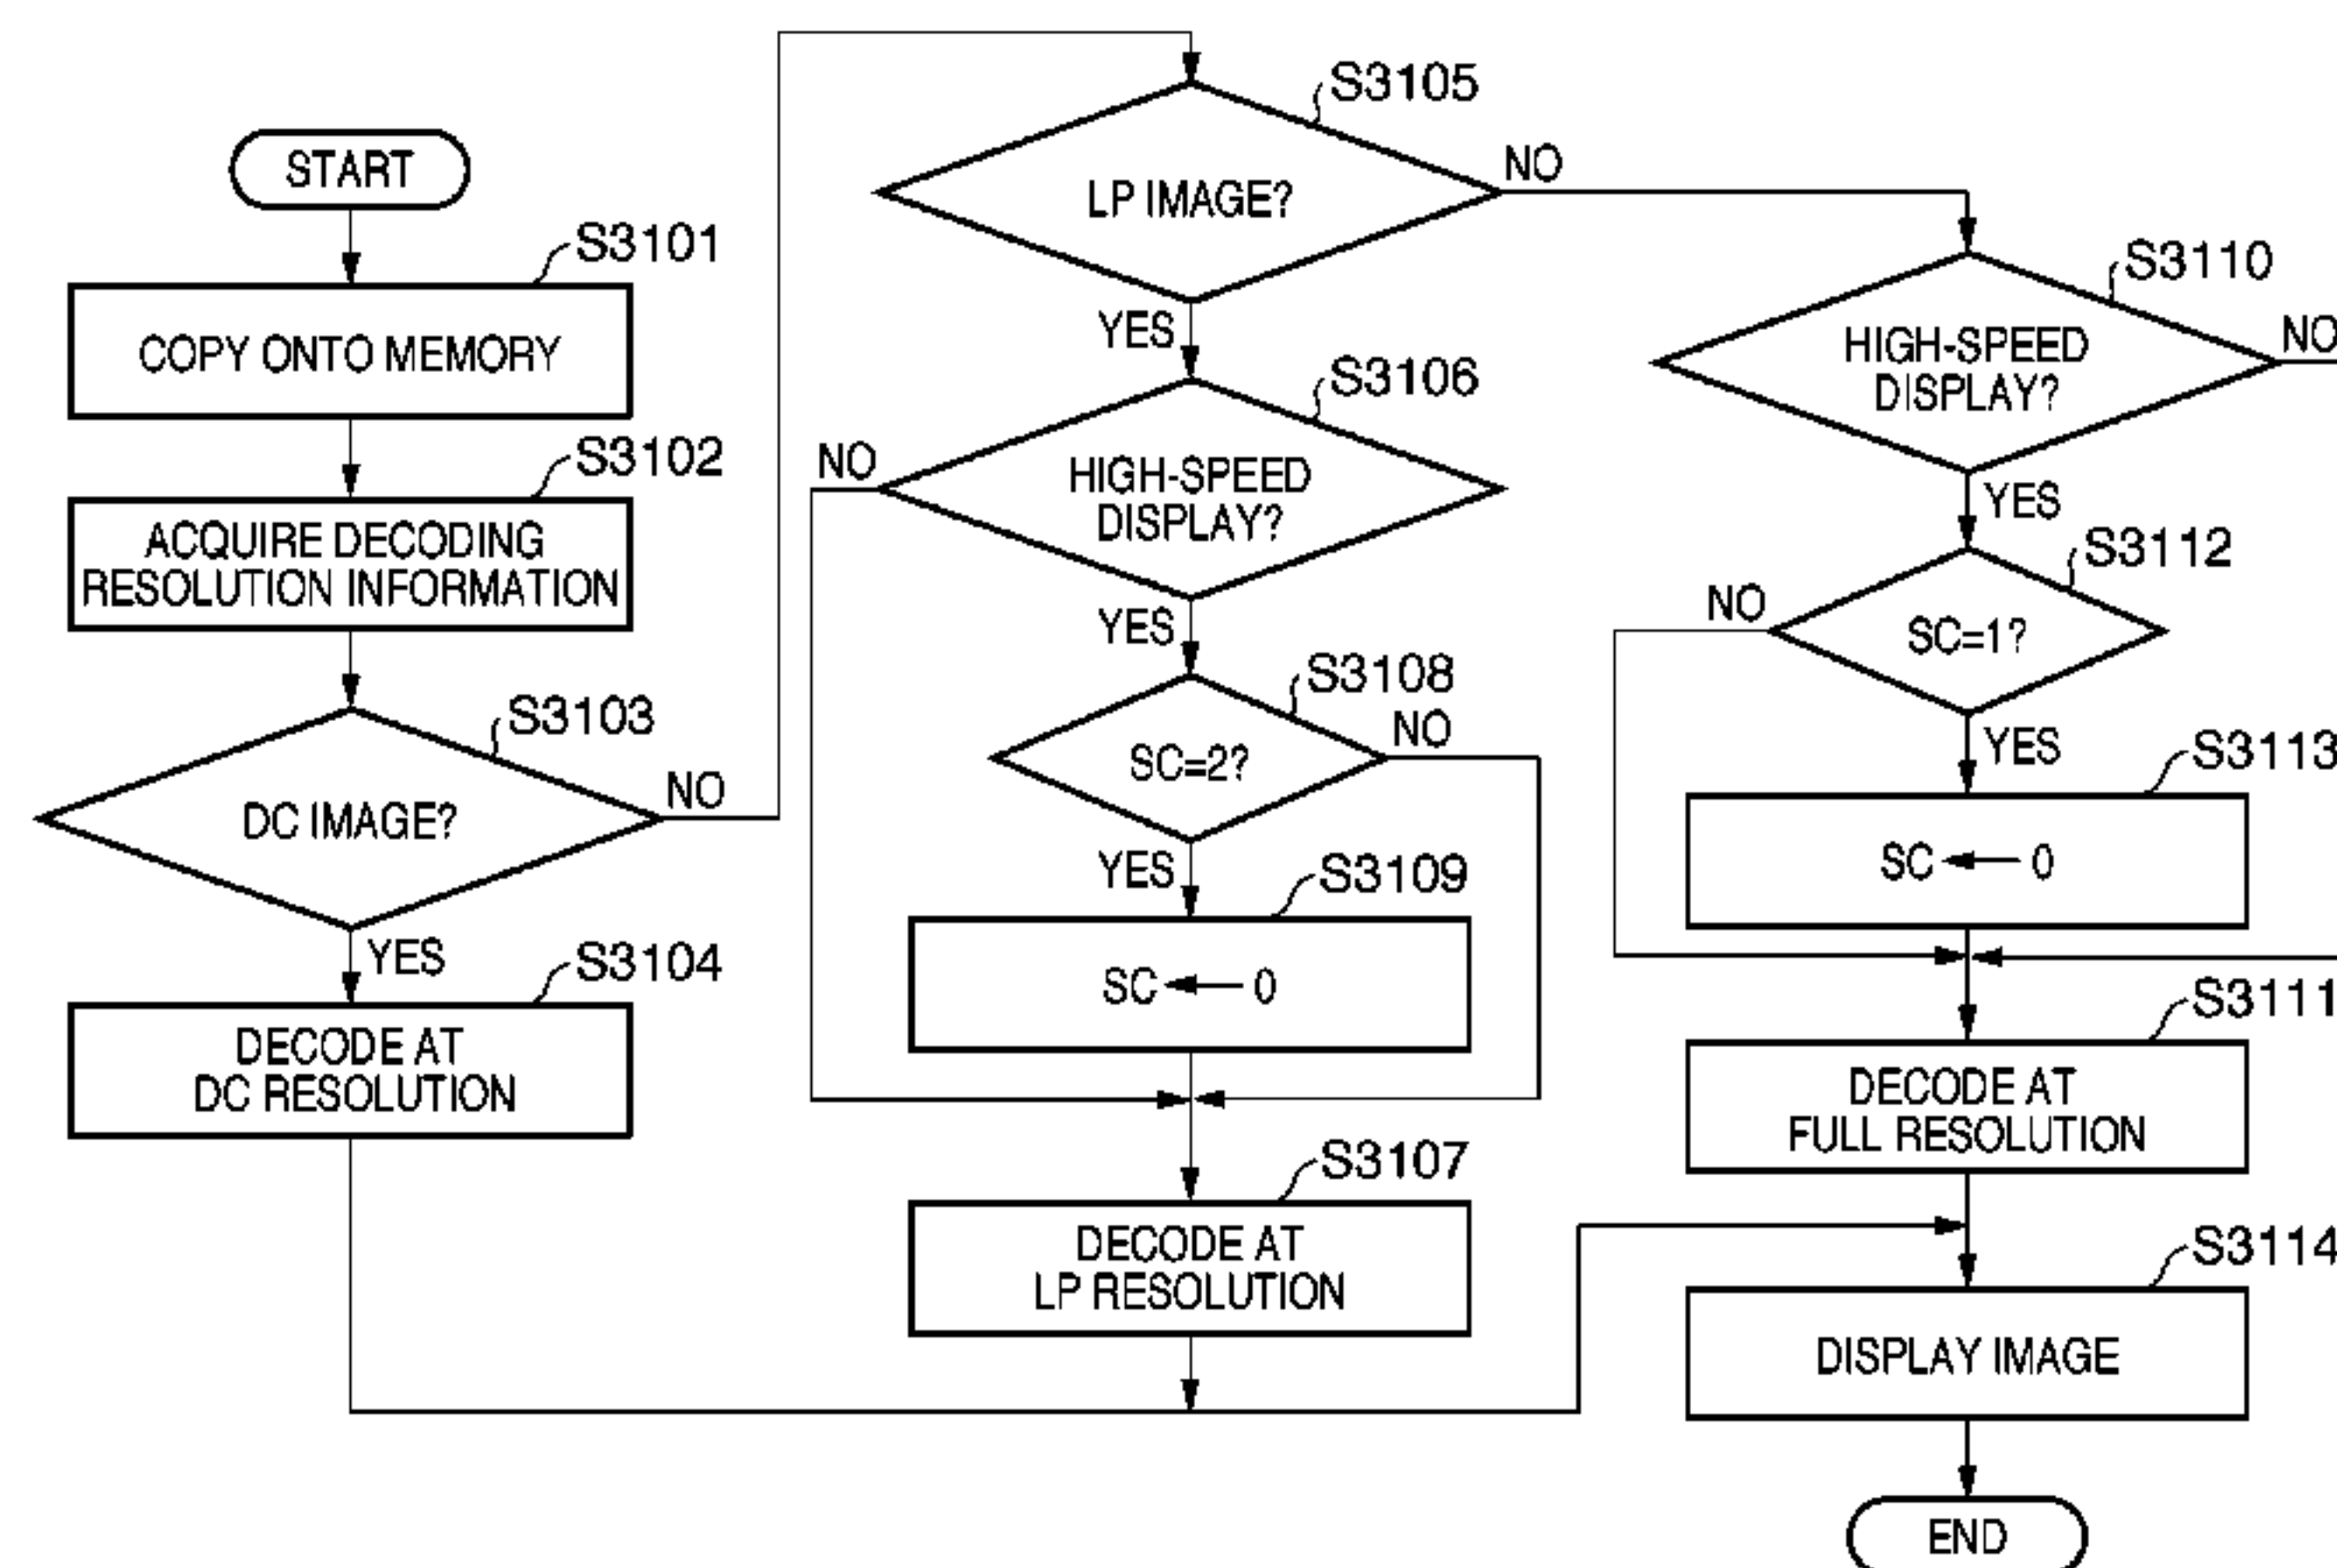 START
S3101
COPY ONTO MEMORY
S3102
ACQUIRE DECODING
RESOLUTION INFORMATION
S3103
DC IMAGE?
NO
YES
S3104
DECODE AT
DC RESOLUTION
S3105
LP IMAGE?
NO
YES
S3106
HIGH-SPEED
DISPLAY?
NO
YES
S3108
SC=2?
NO
YES
S3109
SC ← 0
S3107
DECODE AT
LP RESOLUTION
S3110
HIGH-SPEED
DISPLAY?
NO
YES
S3112
SC=1?
NO
YES
S3113
SC ← 0
S3111
DECODE AT
FULL RESOLUTION
S3114
DISPLAY IMAGE
END